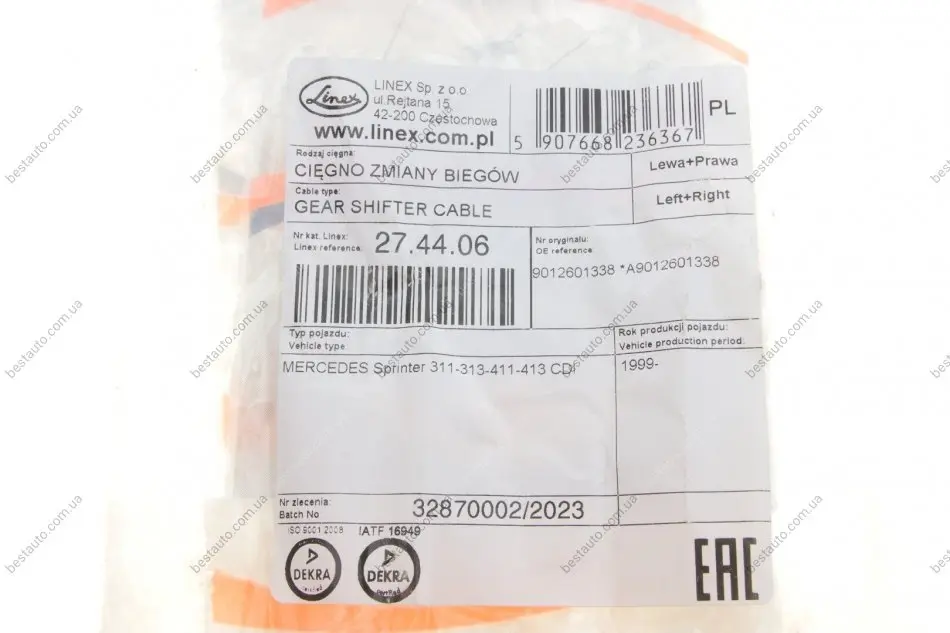 Linex
LINEX Sp. z o.o
ul.Rejtana 15
42-200 Częstochowa
www.linex.com.pl
5 907668 236367
PL
Rodzaj cięgna:
CIĘGNO ZMIANY BIEGÓW
Lewa+Prawa
Cable type:
GEAR SHIFTER CABLE
Left+Right
Nr kat. Linex:
Linex reference:
27.44.06
Nr oryginału:
OE reference:
9012601338 *A9012601338
Typ pojazdu:
Vehicle type:
Rok produkcji pojazdu:
Vehicle production period:
MERCEDES Sprinter 311-313-411-413 CDI
1999-
Nr zlecenia:
Batch No
32870002/2023
ISO 9001:2008
IATF 16949
DEKRA
DEKRA
EAC
bestauto.com.ua